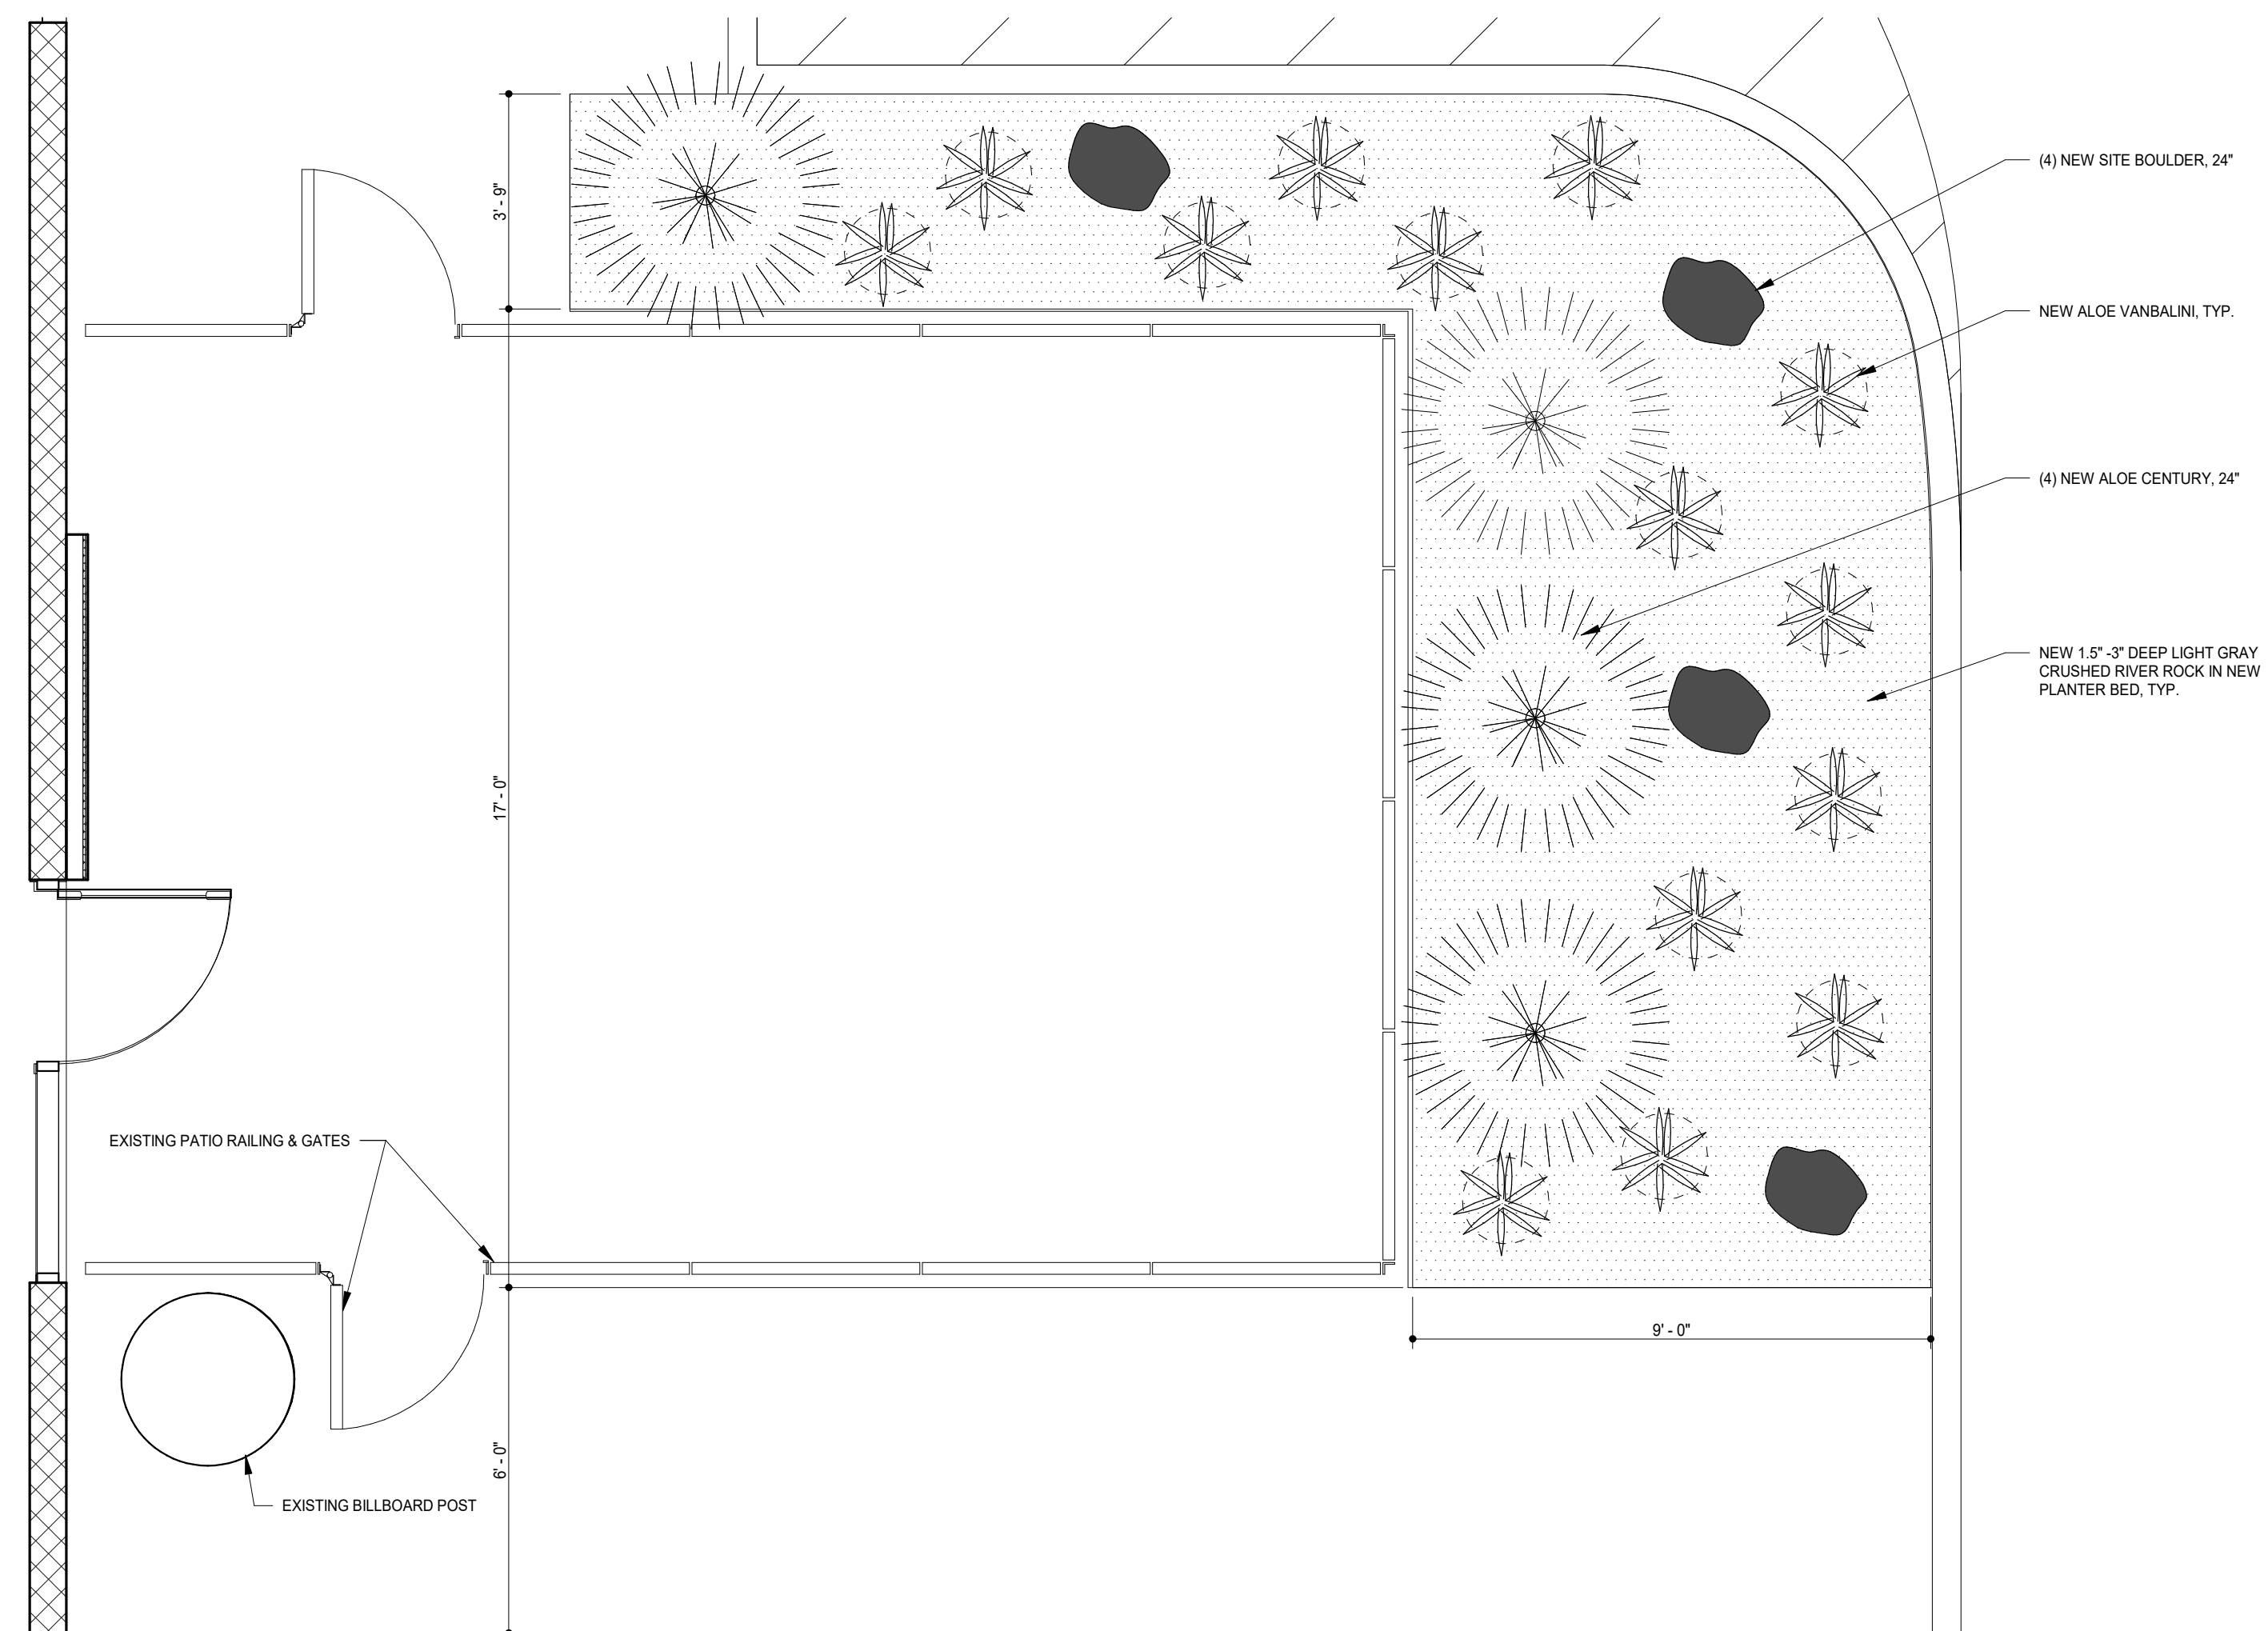 (4) NEW SITE BOULDER, 24"
3' - 9"
NEW ALOE VANBALINI, TYP.
(4) NEW ALOE CENTURY, 24"
NEW 1.5" -3" DEEP LIGHT GRAY
CRUSHED RIVER ROCK IN NEW
PLANTER BED, TYP.
17' - 0"
EXISTING PATIO RAILING & GATES
9' - 0"
6' - 0"
EXISTING BILLBOARD POST